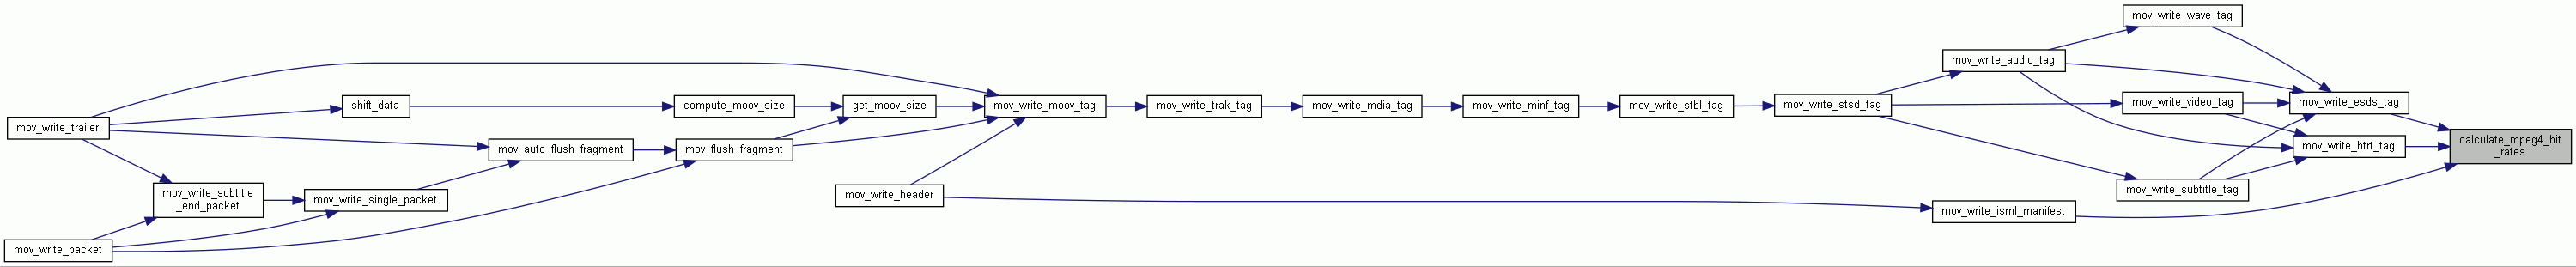 mov_write_wave_tag
mov_write_audio_tag
shift_data
compute_moov_size
get_moov_size
mov_write_moov_tag
mov_write_trak_tag
mov_write_mdia_tag
mov_write_minf_tag
mov_write_stbl_tag
mov_write_stsd_tag
mov_write_video_tag
mov_write_esds_tag
mov_write_trailer
mov_auto_flush_fragment
mov_flush_fragment
mov_write_btrt_tag
calculate_mpeg4_bit
_rates
mov_write_subtitle
_end_packet
mov_write_single_packet
mov_write_header
mov_write_subtitle_tag
mov_write_isml_manifest
mov_write_packet